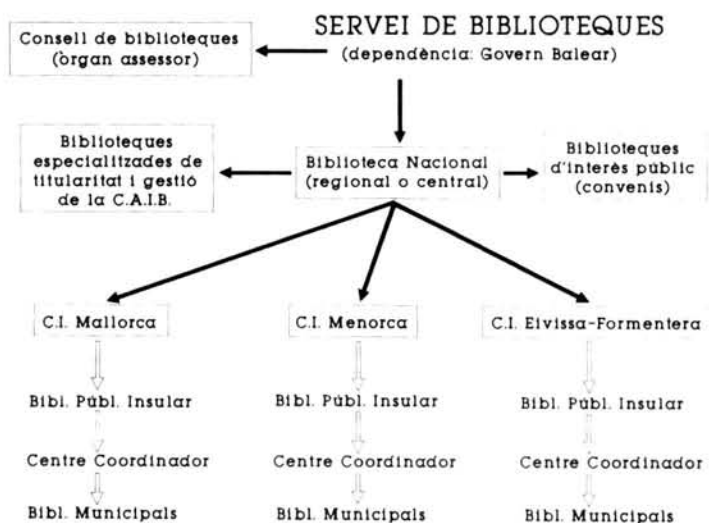 SERVEI DE BIBLIOTEQUES
(dependència: Govern Balear)
Consell de biblioteques
(òrgan assessor)
Biblioteques
especialitzades de
titularitat i gestió
de la C.A.I.B.
Biblioteca Nacional
(regional o central)
Biblioteques
d'interès públic
(convenis)
C.I. Mallorca
C.I. Menorca
C.I. Eivissa-Formentera
Bibl. Públ. Insular
Bibl. Públ. Insular
Bibl. Públ. Insular
Centre Coordinador
Centre Coordinador
Centre Coordinador
Bibl. Municipals
Bibl. Municipals
Bibl. Municipals